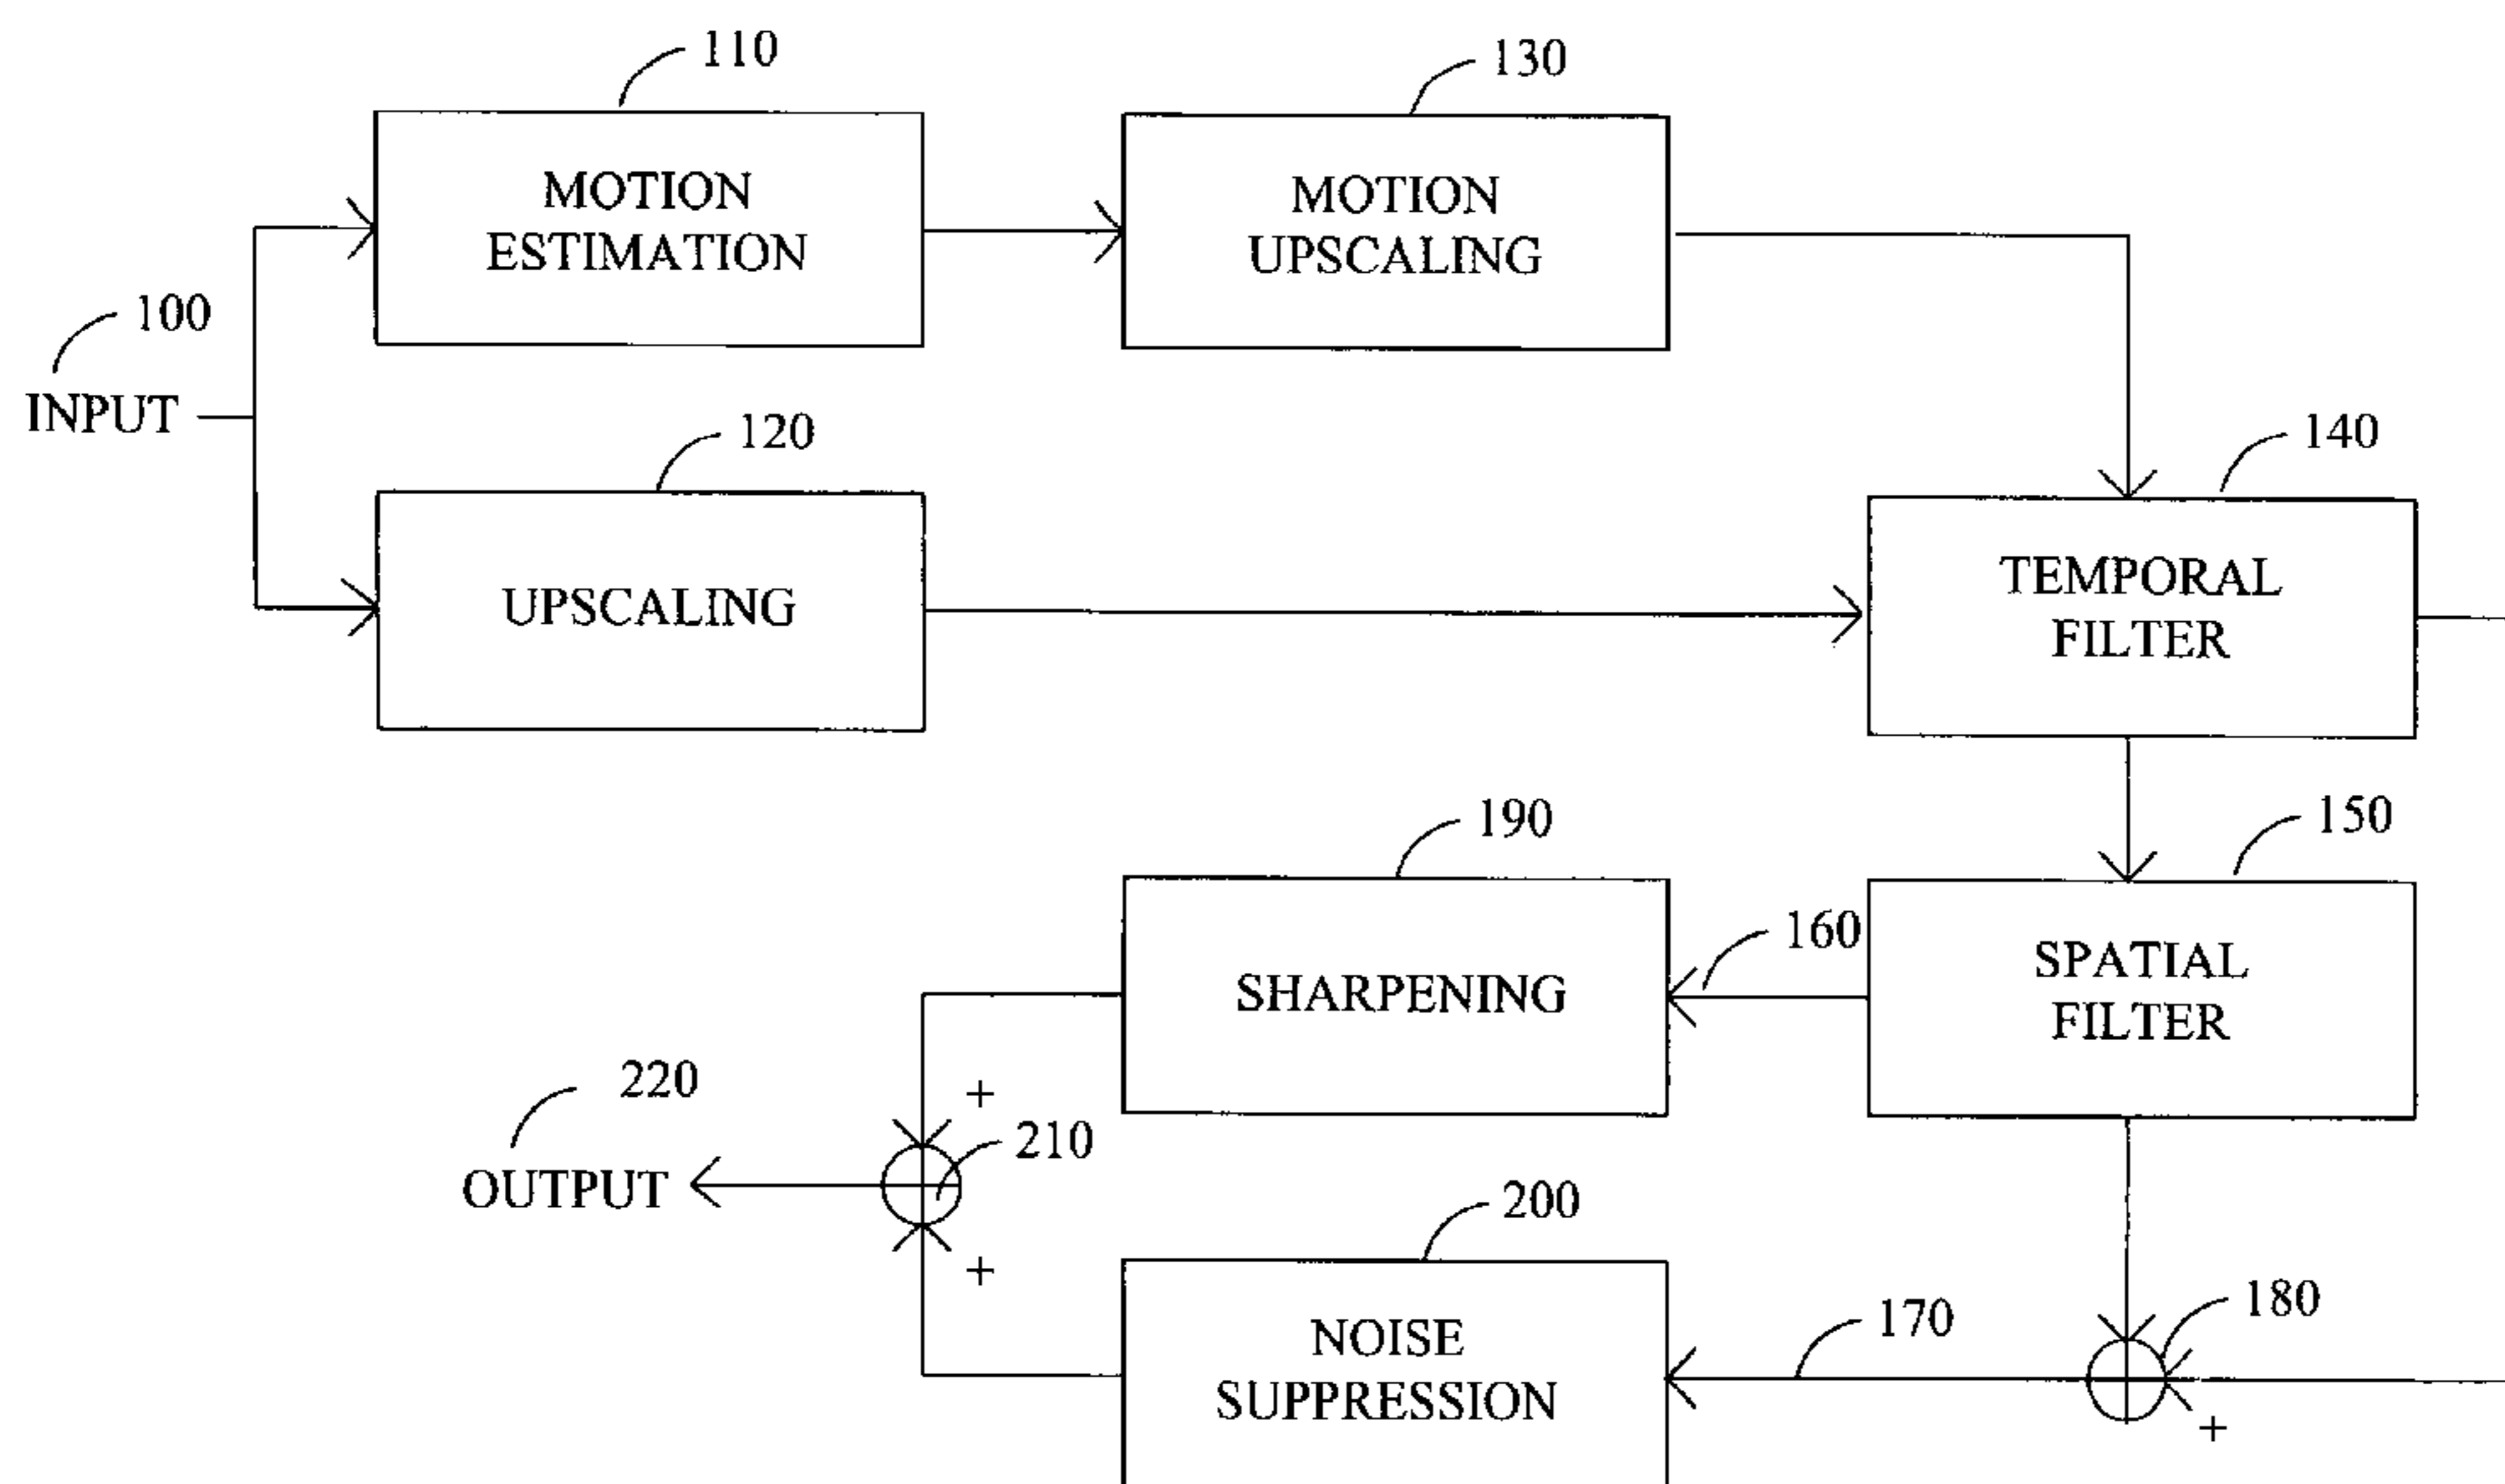 110
130
MOTION
ESTIMATION
MOTION
UPSCALING
100
INPUT
120
140
UPSCALING
TEMPORAL
FILTER
190
150
160
SHARPENING
SPATIAL
FILTER
220
+
210
OUTPUT
200
+
180
170
NOISE
SUPPRESSION
+